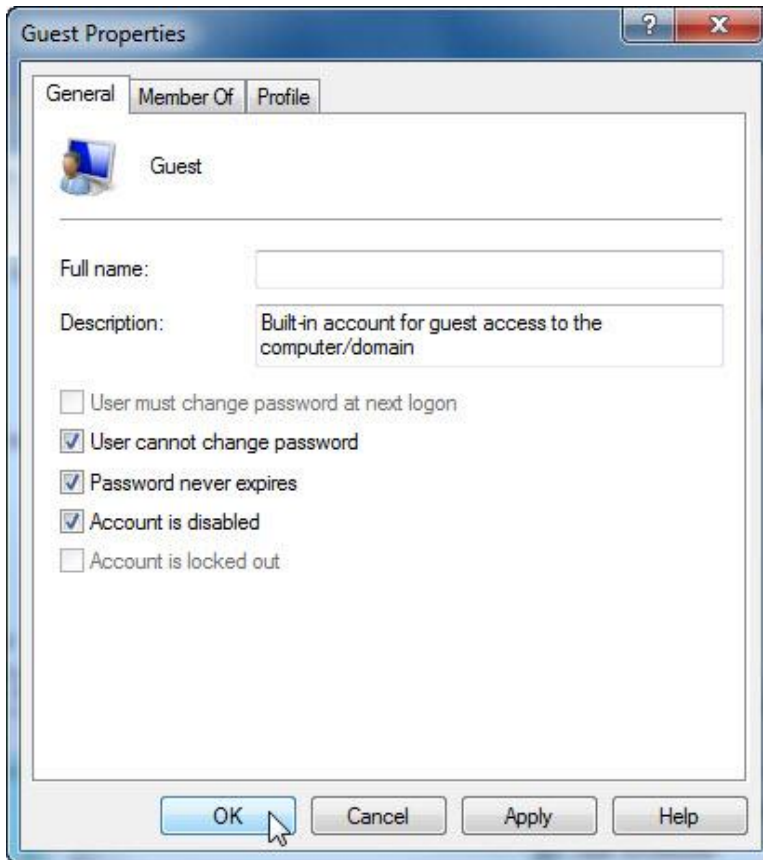 Guest Properties
?
X
General Member Of Profile
Guest
Full name:
Description: Built-in account for guest access to the
computer/domain
User must change password at next logon
User cannot change password
Password never expires
Account is disabled
Account is locked out
OK Cancel Apply Help